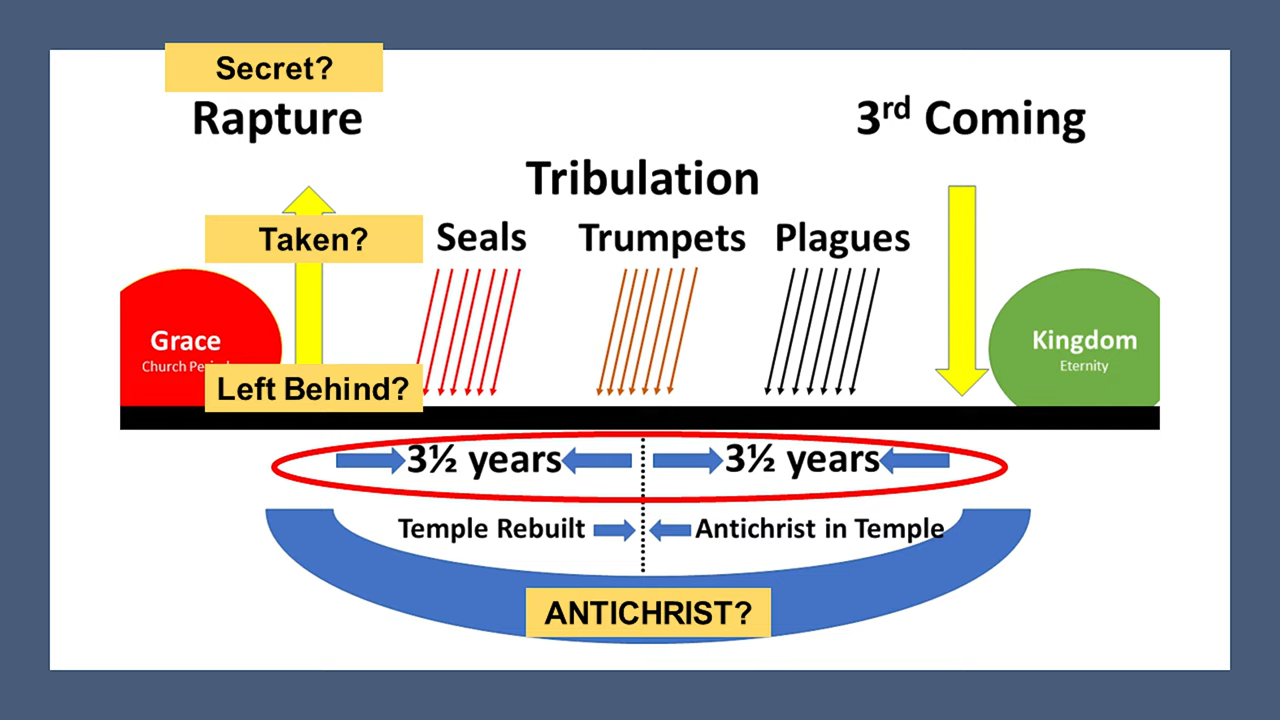 Secret?
Rapture
3rd Coming
Tribulation
Taken?
Seals
Trumpets
Plagues
Grace
Church
Kingdom
Eternity
Left Behind?
3½ years
3½ years
Temple Rebuilt
Antichrist in Temple
ANTICHRIST?